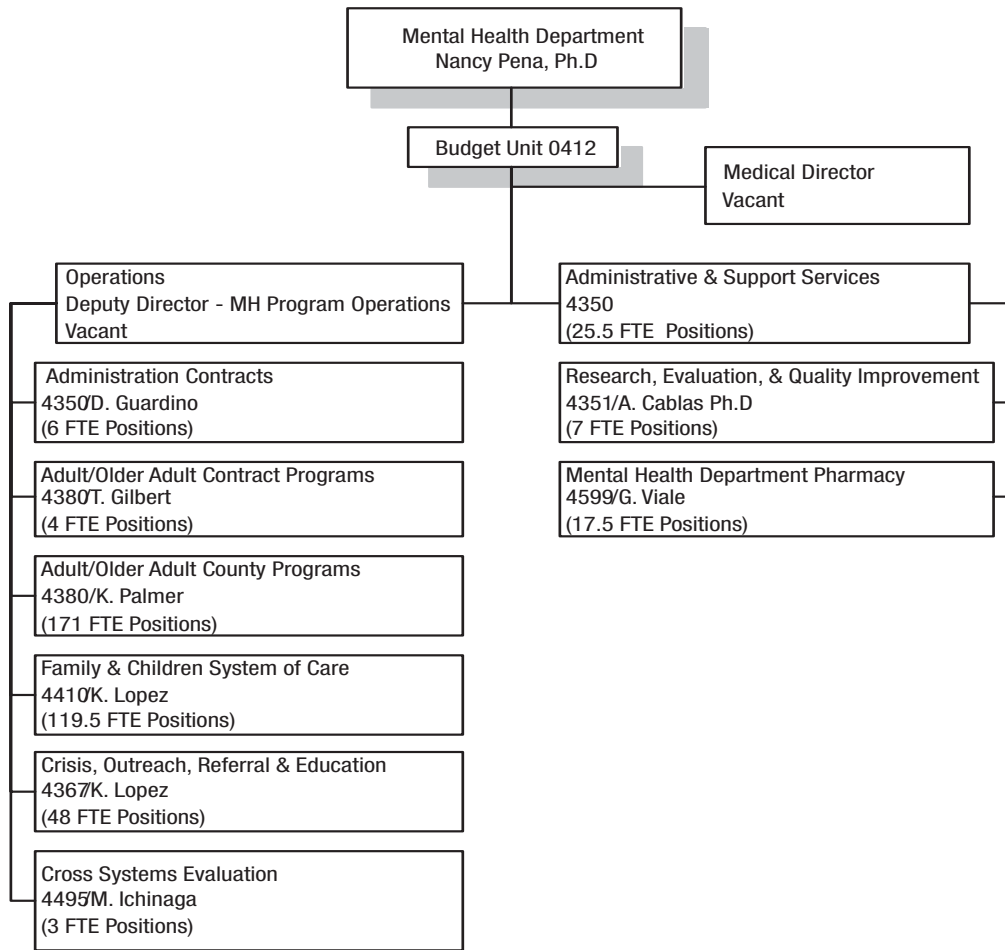 Mental Health Department
Nancy Pena, Ph.D
Budget Unit 0412
Medical Director
Vacant
Operations
Deputy Director - MH Program Operations
Vacant
Administration Contracts
4350/D. Guardino
(6 FTE Positions)
Adult/Older Adult Contract Programs
4380/T. Gilbert
(4 FTE Positions)
Adult/Older Adult County Programs
4380/K. Palmer
(171 FTE Positions)
Family & Children System of Care
4410/K. Lopez
(119.5 FTE Positions)
Crisis, Outreach, Referral & Education
4367/K. Lopez
(48 FTE Positions)
Cross Systems Evaluation
4495/M. Ichinaga
(3 FTE Positions)
Administrative & Support Services
4350
(25.5 FTE Positions)
Research, Evaluation, & Quality Improvement
4351/A. Cablas Ph.D
(7 FTE Positions)
Mental Health Department Pharmacy
4599/G. Viale
(17.5 FTE Positions)